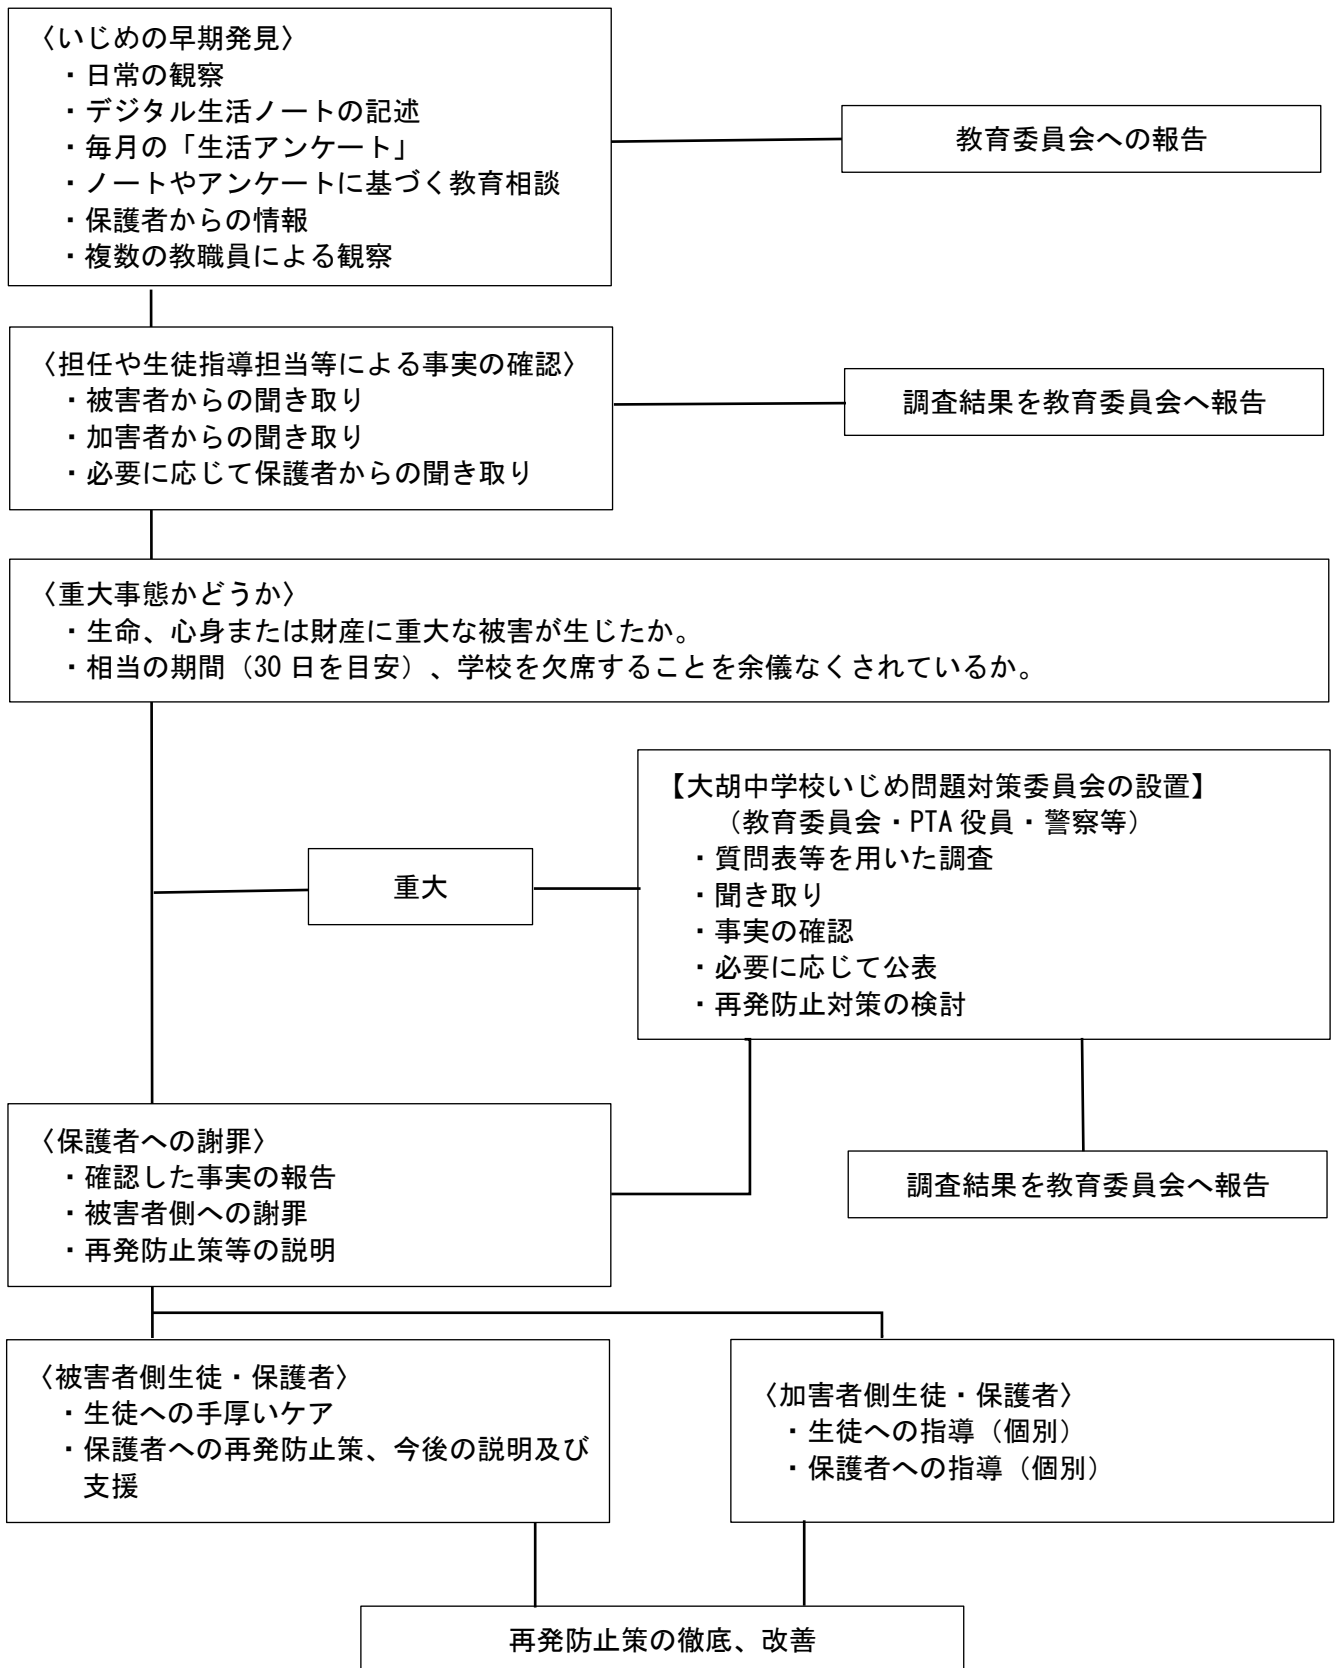 〈いじめの早期発見〉
・日常の観察
・デジタル生活ノートの記述
・毎月の「生活アンケート」
・ノートやアンケートに基づく教育相談
・保護者からの情報
・複数の教職員による観察
教育委員会への報告
〈担任や生徒指導担当等による事実の確認〉
・被害者からの聞き取り
・加害者からの聞き取り
・必要に応じて保護者からの聞き取り
調査結果を教育委員会へ報告
〈重大事態かどうか〉
・生命、心身または財産に重大な被害が生じたか。
・相当の期間（30日を目安）、学校を欠席することを余儀なくされているか。
重大
【大胡中学校いじめ問題対策委員会の設置】
（教育委員会・PTA役員・警察等）
・質問表等を用いた調査
・聞き取り
・事実の確認
・必要に応じて公表
・再発防止対策の検討
〈保護者への謝罪〉
・確認した事実の報告
・被害者側への謝罪
・再発防止策等の説明
調査結果を教育委員会へ報告
〈被害者側生徒・保護者〉
・生徒への手厚いケア
・保護者への再発防止策、今後の説明及び
支援
〈加害者側生徒・保護者〉
・生徒への指導（個別）
・保護者への指導（個別）
再発防止策の徹底、改善